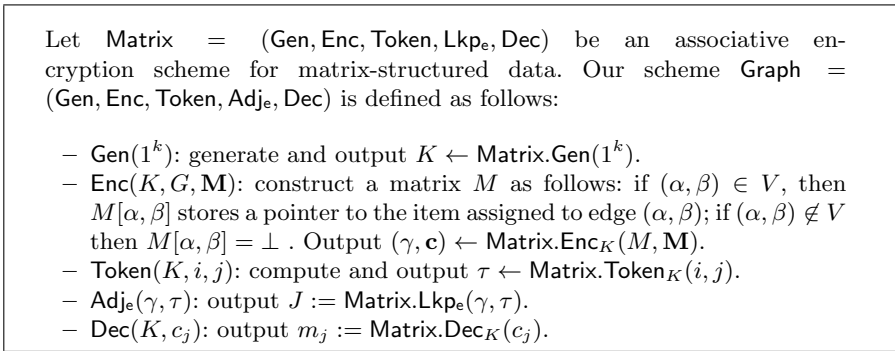 Let Matrix = (Gen, Enc, Token, Lkpₑ, Dec) be an associative en-
cryption scheme for matrix-structured data. Our scheme Graph =
(Gen, Enc, Token, Adjₑ, Dec) is defined as follows:
– Gen(1ᵏ): generate and output K ← Matrix.Gen(1ᵏ).
– Enc(K, G, 𝐌): construct a matrix M as follows: if (α, β) ∈ V, then
M[α, β] stores a pointer to the item assigned to edge (α, β); if (α, β) ∉ V
then M[α, β] = ⊥ . Output (γ, 𝐜) ← Matrix.Enc_K(M, 𝐌).
– Token(K, i, j): compute and output τ ← Matrix.Token_K(i, j).
– Adjₑ(γ, τ): output J := Matrix.Lkpₑ(γ, τ).
– Dec(K, c_j): output m_j := Matrix.Dec_K(c_j).